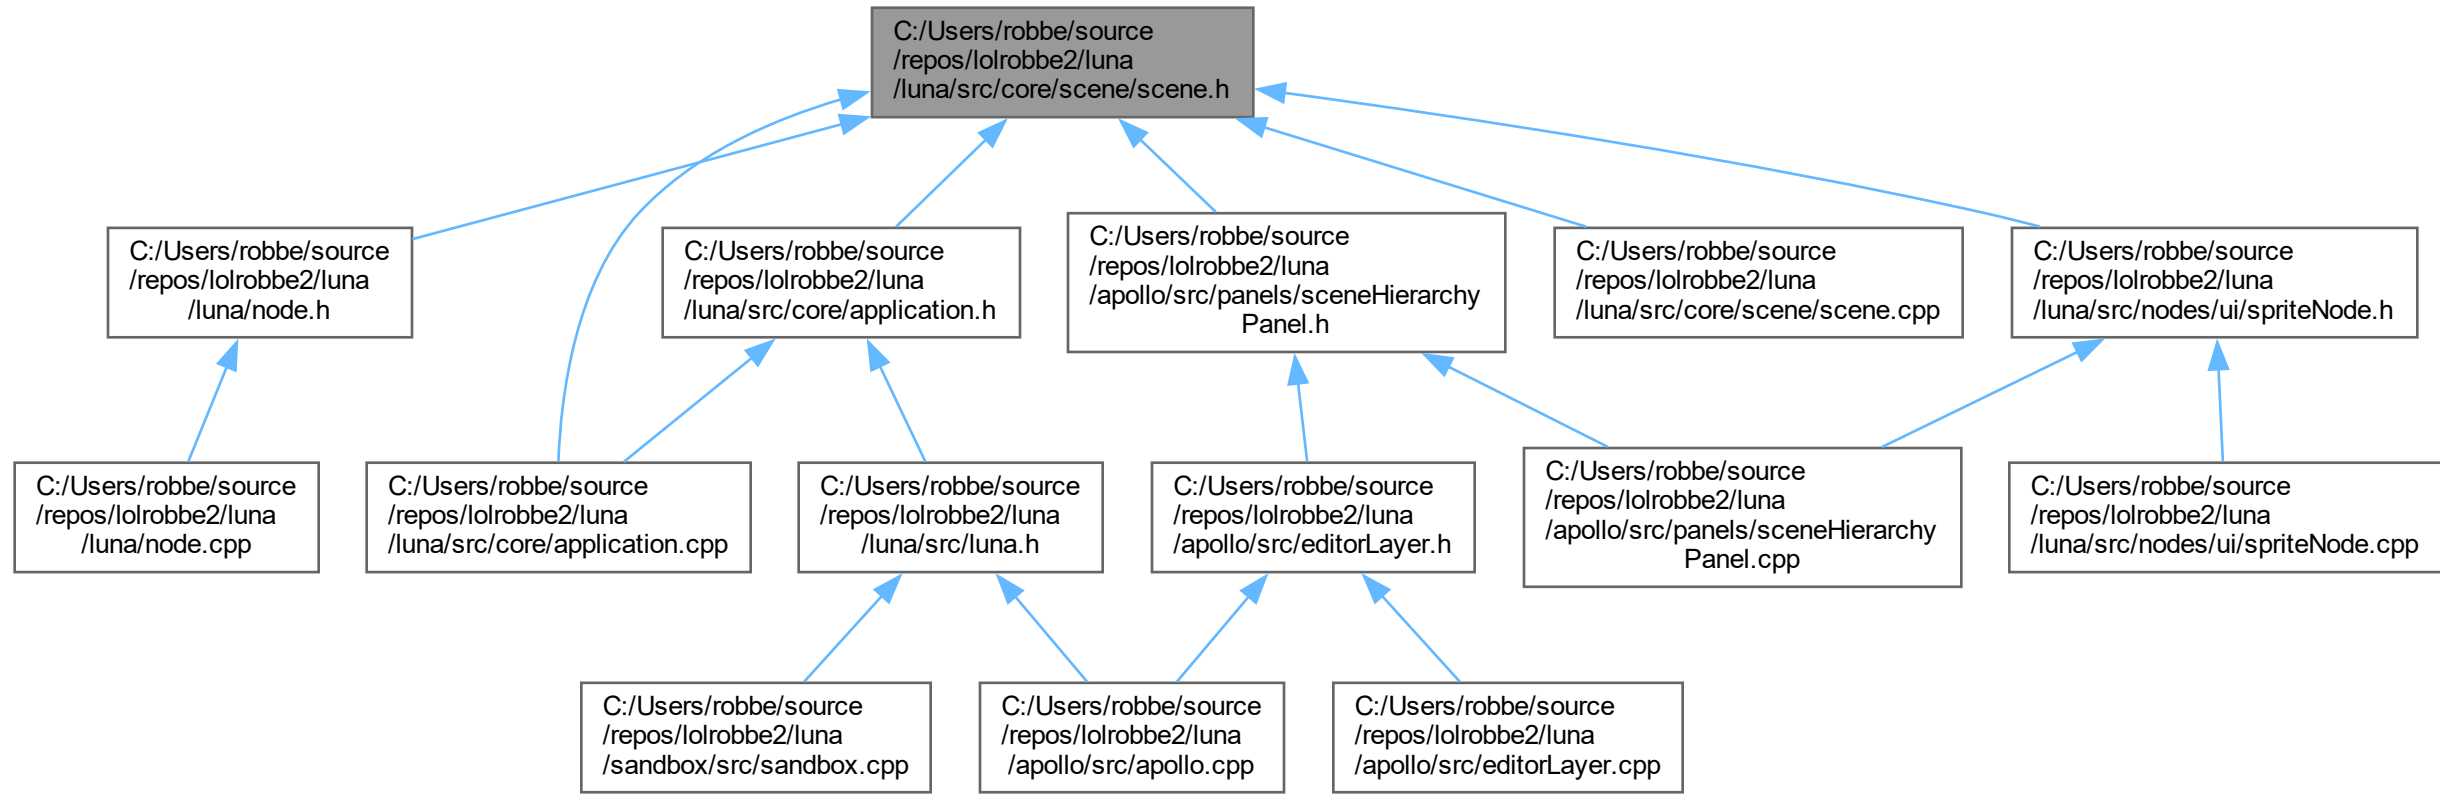 C:/Users/robbe/source
/repos/lolrobbe2/luna
/luna/src/core/scene/scene.h
C:/Users/robbe/source
/repos/lolrobbe2/luna
/luna/node.h
C:/Users/robbe/source
/repos/lolrobbe2/luna
/luna/src/core/application.h
C:/Users/robbe/source
/repos/lolrobbe2/luna
/apollo/src/panels/sceneHierarchy
Panel.h
C:/Users/robbe/source
/repos/lolrobbe2/luna
/luna/src/core/scene/scene.cpp
C:/Users/robbe/source
/repos/lolrobbe2/luna
/luna/src/nodes/ui/spriteNode.h
C:/Users/robbe/source
/repos/lolrobbe2/luna
/luna/node.cpp
C:/Users/robbe/source
/repos/lolrobbe2/luna
/luna/src/core/application.cpp
C:/Users/robbe/source
/repos/lolrobbe2/luna
/luna/src/luna.h
C:/Users/robbe/source
/repos/lolrobbe2/luna
/apollo/src/editorLayer.h
C:/Users/robbe/source
/repos/lolrobbe2/luna
/apollo/src/panels/sceneHierarchy
Panel.cpp
C:/Users/robbe/source
/repos/lolrobbe2/luna
/luna/src/nodes/ui/spriteNode.cpp
C:/Users/robbe/source
/repos/lolrobbe2/luna
/sandbox/src/sandbox.cpp
C:/Users/robbe/source
/repos/lolrobbe2/luna
/apollo/src/apollo.cpp
C:/Users/robbe/source
/repos/lolrobbe2/luna
/apollo/src/editorLayer.cpp